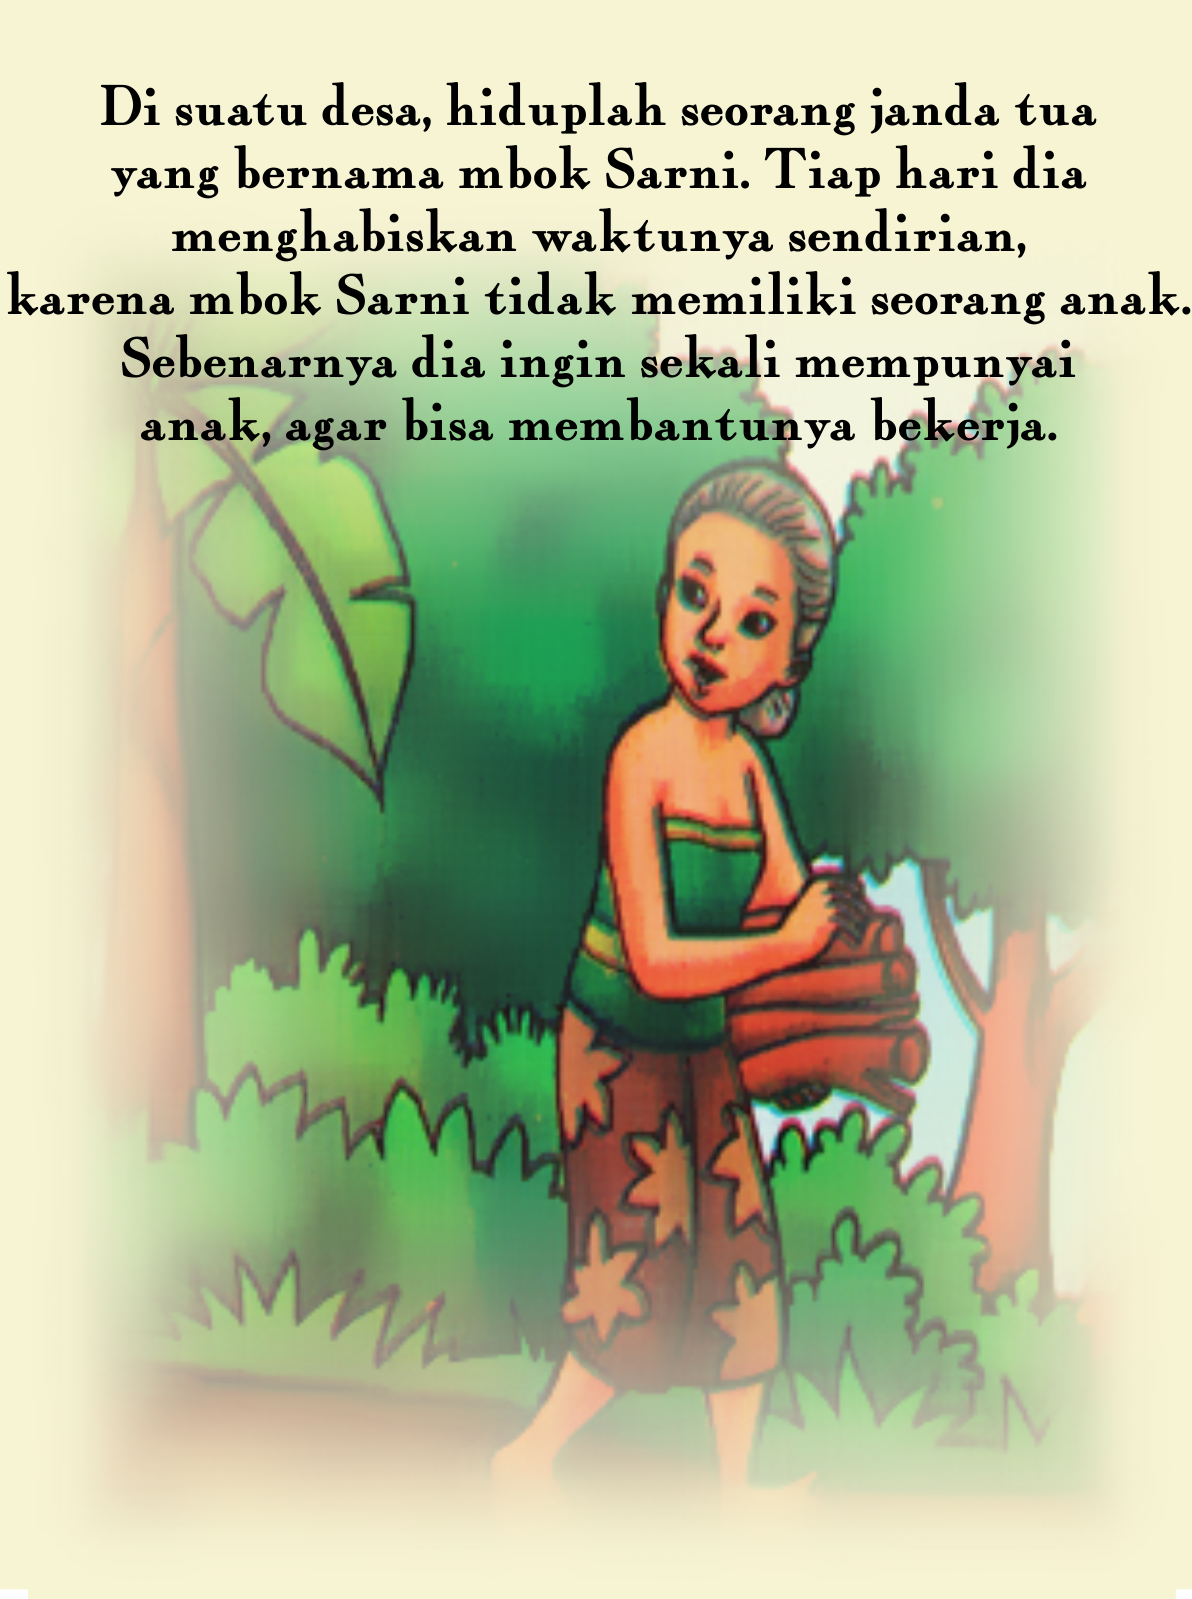 Di suatu desa, hiduplah seorang janda tua
yang bernama mbok Sarni. Tiap hari dia
menghabiskan waktunya sendirian,
karena mbok Sarni tidak memiliki seorang anak.
Sebenarnya dia ingin sekali mempunyai
anak, agar bisa membantunya bekerja.